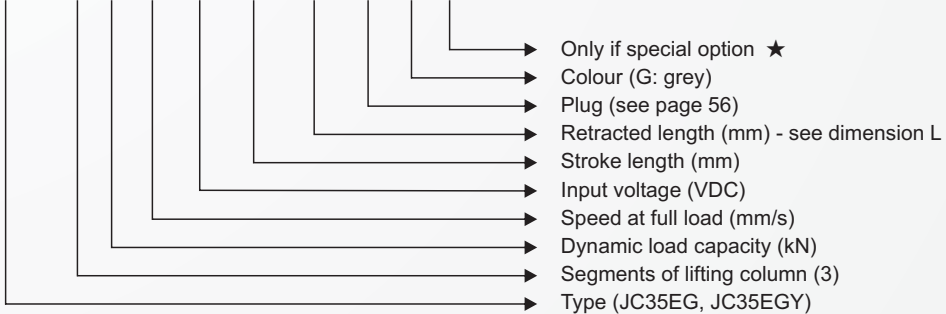 Only if special option ★
Colour (G: grey)
Plug (see page 56)
Retracted length (mm) - see dimension L
Stroke length (mm)
Input voltage (VDC)
Speed at full load (mm/s)
Dynamic load capacity (kN)
Segments of lifting column (3)
Type (JC35EG, JC35EGY)